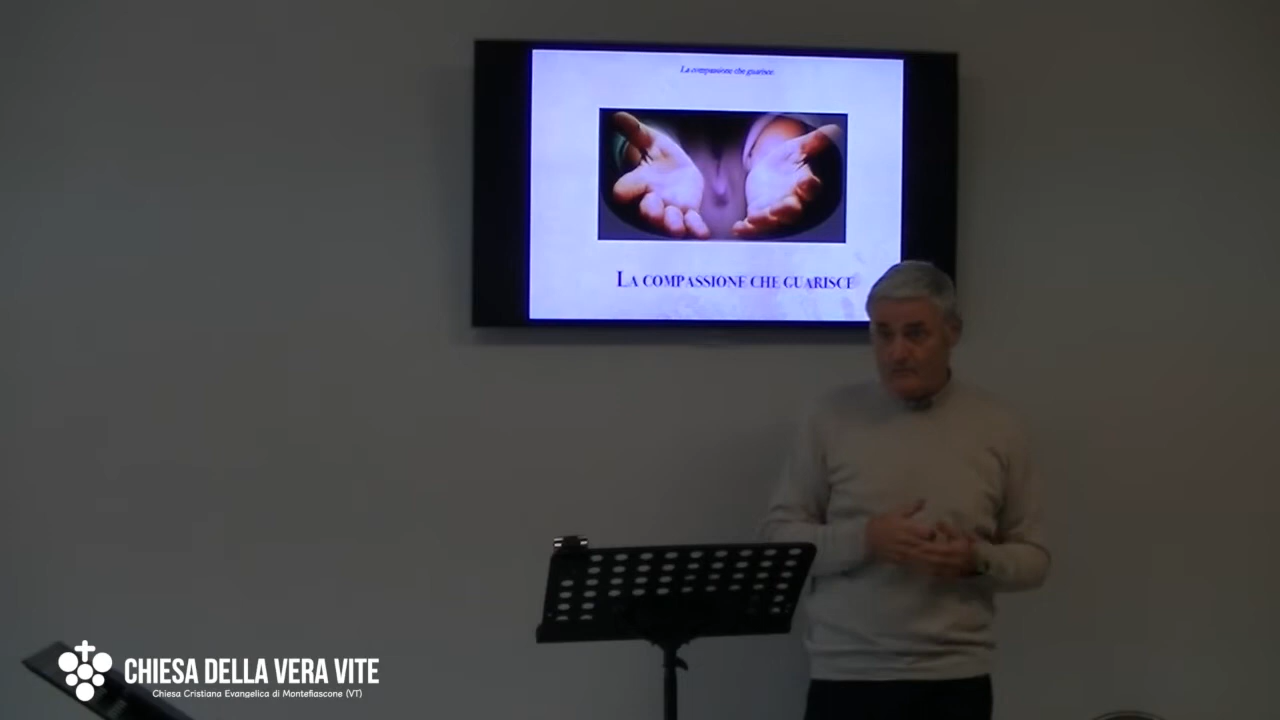 La compassione che guarisce.
LA COMPASSIONE CHE GUARISCE
CHIESA DELLA VERA VITE
Chiesa Cristiana Evangelica di Montefiascone (VT)